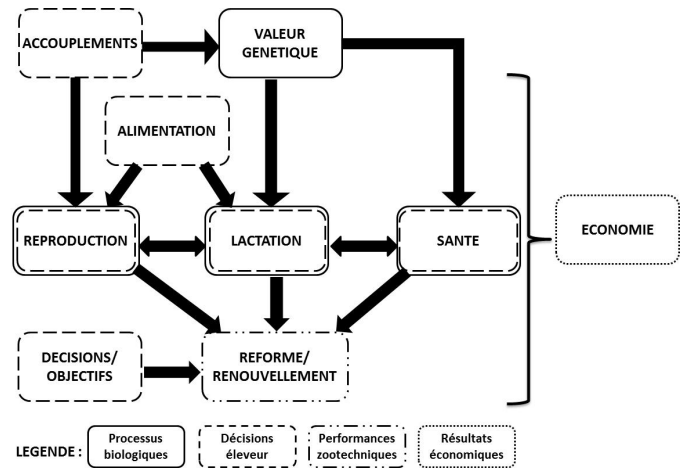 ACCOUPLEMENTS
VALEUR
GENETIQUE
ALIMENTATION
REPRODUCTION
LACTATION
SANTE
ECONOMIE
DECISIONS/
OBJECTIFS
REFORME/
RENOUVELLEMENT
LEGENDE :
Processus
biologiques
Décisions
éleveur
Performances
zootechniques
Résultats
économiques